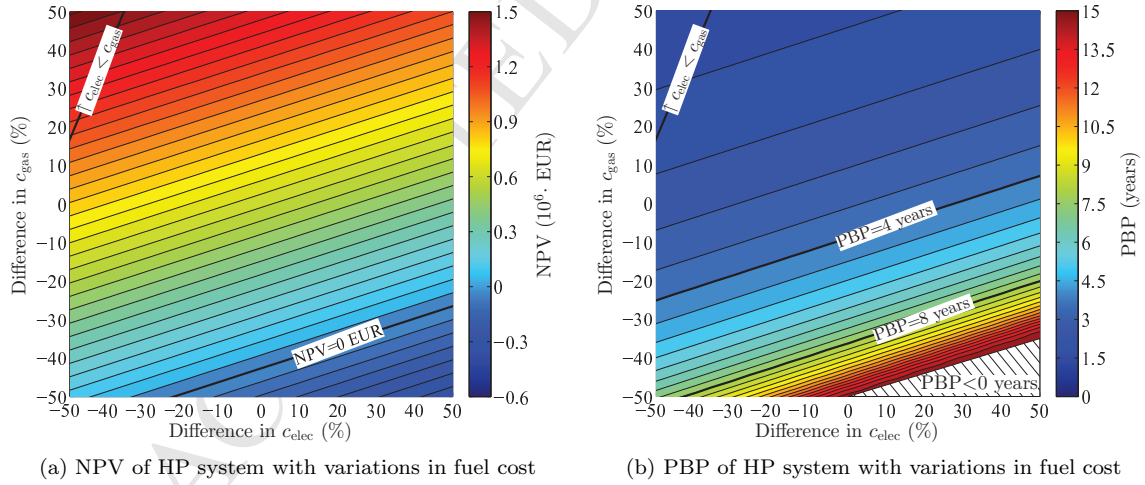 50
40
30
20
10
0
−10
−20
−30
−40
−50
−50 −40 −30 −20 −10 0 10 20 30 40 50
Difference in c_gas (%)
Difference in c_elec (%)
↑ c_elec < c_gas
NPV=0 EUR
1.5
1.2
0.9
0.6
0.3
0
−0.3
−0.6
NPV (10⁶· EUR)
(a) NPV of HP system with variations in fuel cost
50
40
30
20
10
0
−10
−20
−30
−40
−50
−50 −40 −30 −20 −10 0 10 20 30 40 50
Difference in c_gas (%)
Difference in c_elec (%)
↑ c_elec < c_gas
PBP=4 years
PBP=8 years
PBP<0 years
15
13.5
12
10.5
9
7.5
6
4.5
3
1.5
0
PBP (years)
(b) PBP of HP system with variations in fuel cost